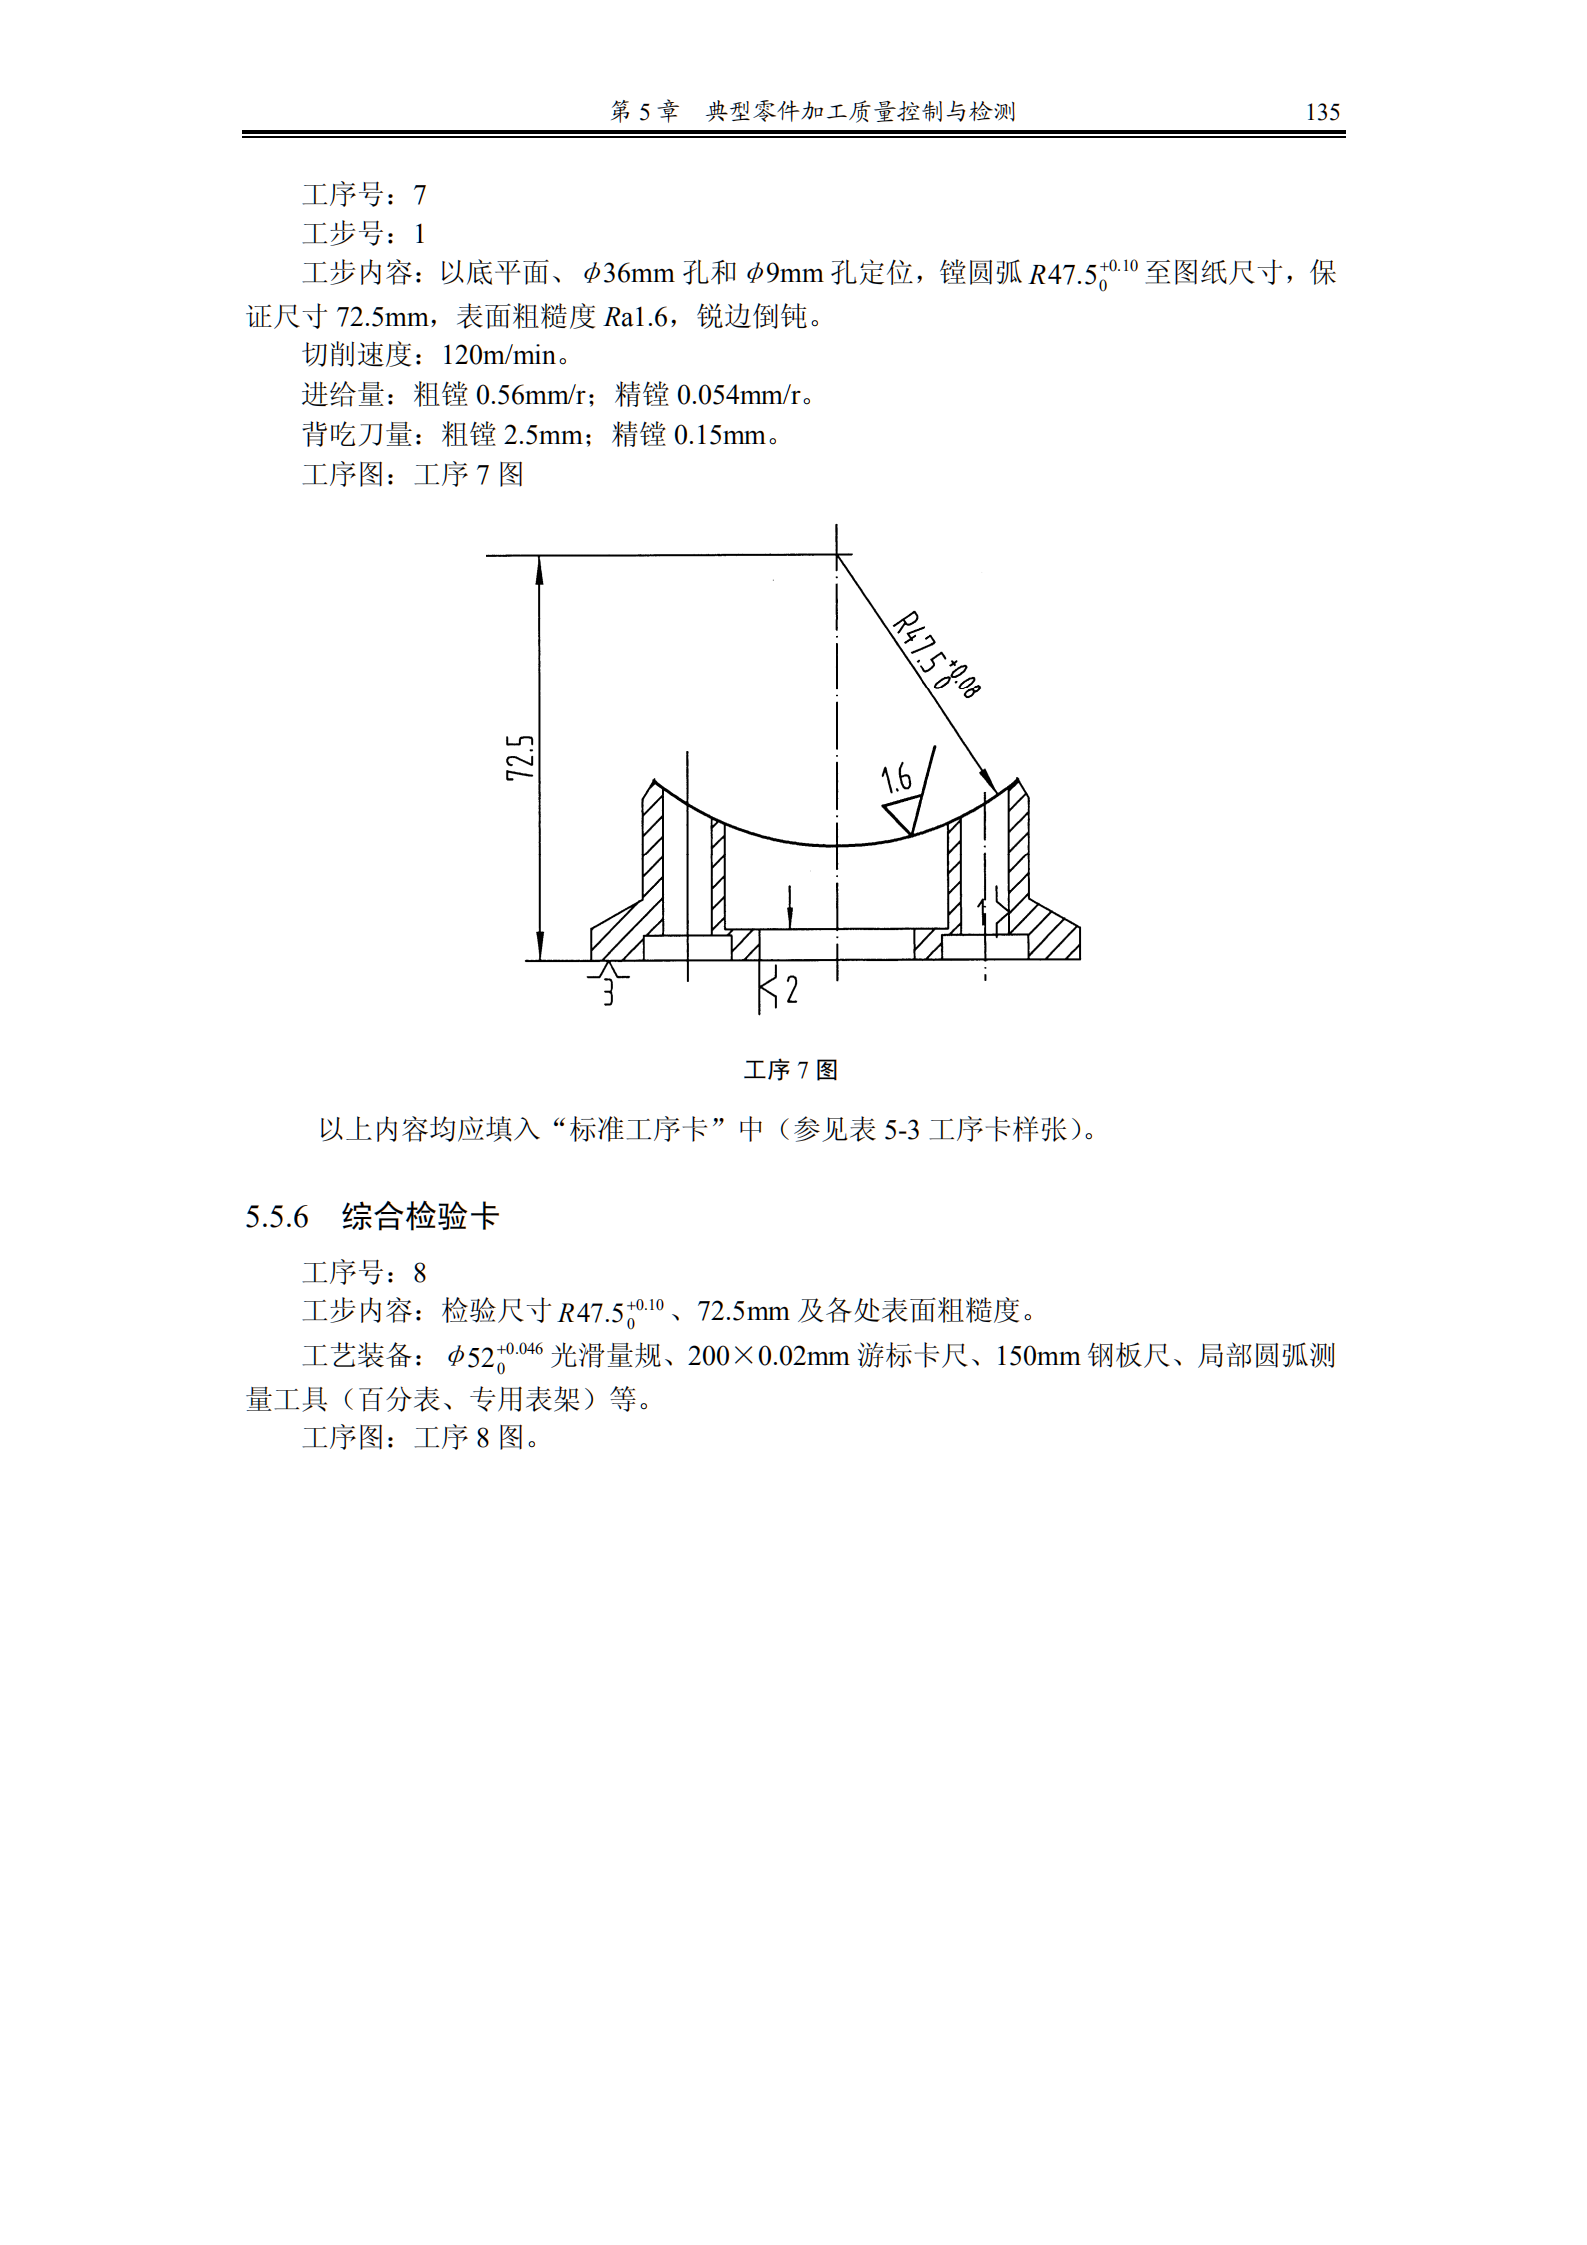 第 5 章 典型零件加工质量控制与检测 135
工序号：7
工步号：1
工步内容：以底平面、φ36mm 孔和 φ9mm 孔定位，镗圆弧 R47.5+0.10 0 至图纸尺寸，保
证尺寸 72.5mm，表面粗糙度 Ra1.6，锐边倒钝。
切削速度：120m/min。
进给量：粗镗 0.56mm/r；精镗 0.054mm/r。
背吃刀量：粗镗 2.5mm；精镗 0.15mm。
工序图：工序 7 图
R47.5+0.08 0
72.5
1.6
1
3
2
工序 7 图
以上内容均应填入“标准工序卡”中（参见表 5-3 工序卡样张）。
5.5.6 综合检验卡
工序号：8
工步内容：检验尺寸 R47.5+0.10 0 、72.5mm 及各处表面粗糙度。
工艺装备： φ52+0.046 0 光滑量规、200×0.02mm 游标卡尺、150mm 钢板尺、局部圆弧测
量工具（百分表、专用表架）等。
工序图：工序 8 图。